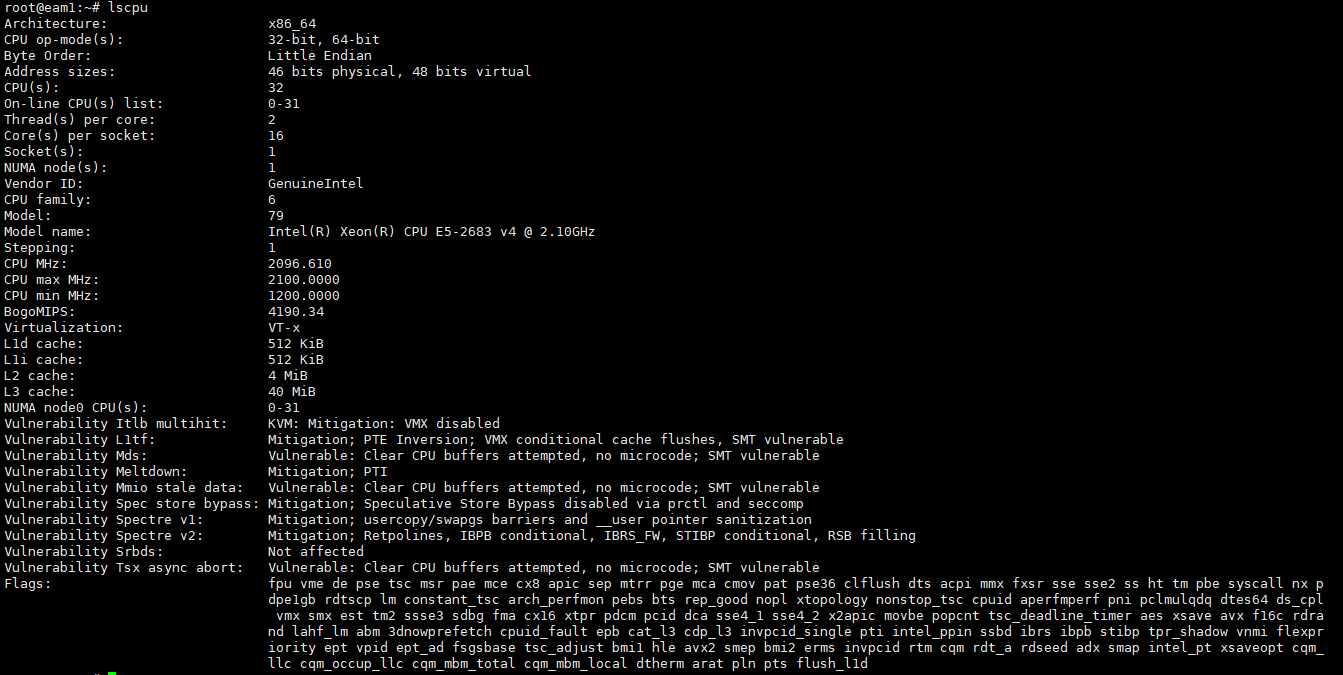 root@eam1:~# lscpu
Architecture: x86_64
CPU op-mode(s): 32-bit, 64-bit
Byte Order: Little Endian
Address sizes: 46 bits physical, 48 bits virtual
CPU(s): 32
On-line CPU(s) list: 0-31
Thread(s) per core: 2
Core(s) per socket: 16
Socket(s): 1
NUMA node(s): 1
Vendor ID: GenuineIntel
CPU family: 6
Model: 79
Model name: Intel(R) Xeon(R) CPU E5-2683 v4 @ 2.10GHz
Stepping: 1
CPU MHz: 2096.610
CPU max MHz: 2100.0000
CPU min MHz: 1200.0000
BogoMIPS: 4190.34
Virtualization: VT-x
L1d cache: 512 KiB
L1i cache: 512 KiB
L2 cache: 4 MiB
L3 cache: 40 MiB
NUMA node0 CPU(s): 0-31
Vulnerability Itlb multihit: KVM: Mitigation: VMX disabled
Vulnerability L1tf: Mitigation; PTE Inversion; VMX conditional cache flushes, SMT vulnerable
Vulnerability Mds: Vulnerable: Clear CPU buffers attempted, no microcode; SMT vulnerable
Vulnerability Meltdown: Mitigation; PTI
Vulnerability Mmio stale data: Vulnerable: Clear CPU buffers attempted, no microcode; SMT vulnerable
Vulnerability Spec store bypass: Mitigation; Speculative Store Bypass disabled via prctl and seccomp
Vulnerability Spectre v1: Mitigation; usercopy/swapgs barriers and __user pointer sanitization
Vulnerability Spectre v2: Mitigation; Retpolines, IBPB conditional, IBRS_FW, STIBP conditional, RSB filling
Vulnerability Srbds: Not affected
Vulnerability Tsx async abort: Vulnerable: Clear CPU buffers attempted, no microcode; SMT vulnerable
Flags: fpu vme de pse tsc msr pae mce cx8 apic sep mtrr pge mca cmov pat pse36 clflush dts acpi mmx fxsr sse sse2 ss ht tm pbe syscall nx p
dpe1gb rdtscp lm constant_tsc arch_perfmon pebs bts rep_good nopl xtopology nonstop_tsc cpuid aperfmperf pni pclmulqdq dtes64 ds_cpl
vmx smx est tm2 ssse3 sdbg fma cx16 xtpr pdcm pcid dca sse4_1 sse4_2 x2apic movbe popcnt tsc_deadline_timer aes xsave avx f16c rdra
nd lahf_lm abm 3dnowprefetch cpuid_fault epb cat_l3 cdp_l3 invpcid_single pti intel_ppin ssbd ibrs ibpb stibp tpr_shadow vnmi flexpr
iority ept vpid ept_ad fsgsbase tsc_adjust bmi1 hle avx2 smep bmi2 erms invpcid rtm cqm rdt_a rdseed adx smap intel_pt xsaveopt cqm_
llc cqm_occup_llc cqm_mbm_total cqm_mbm_local dtherm arat pln pts flush_l1d